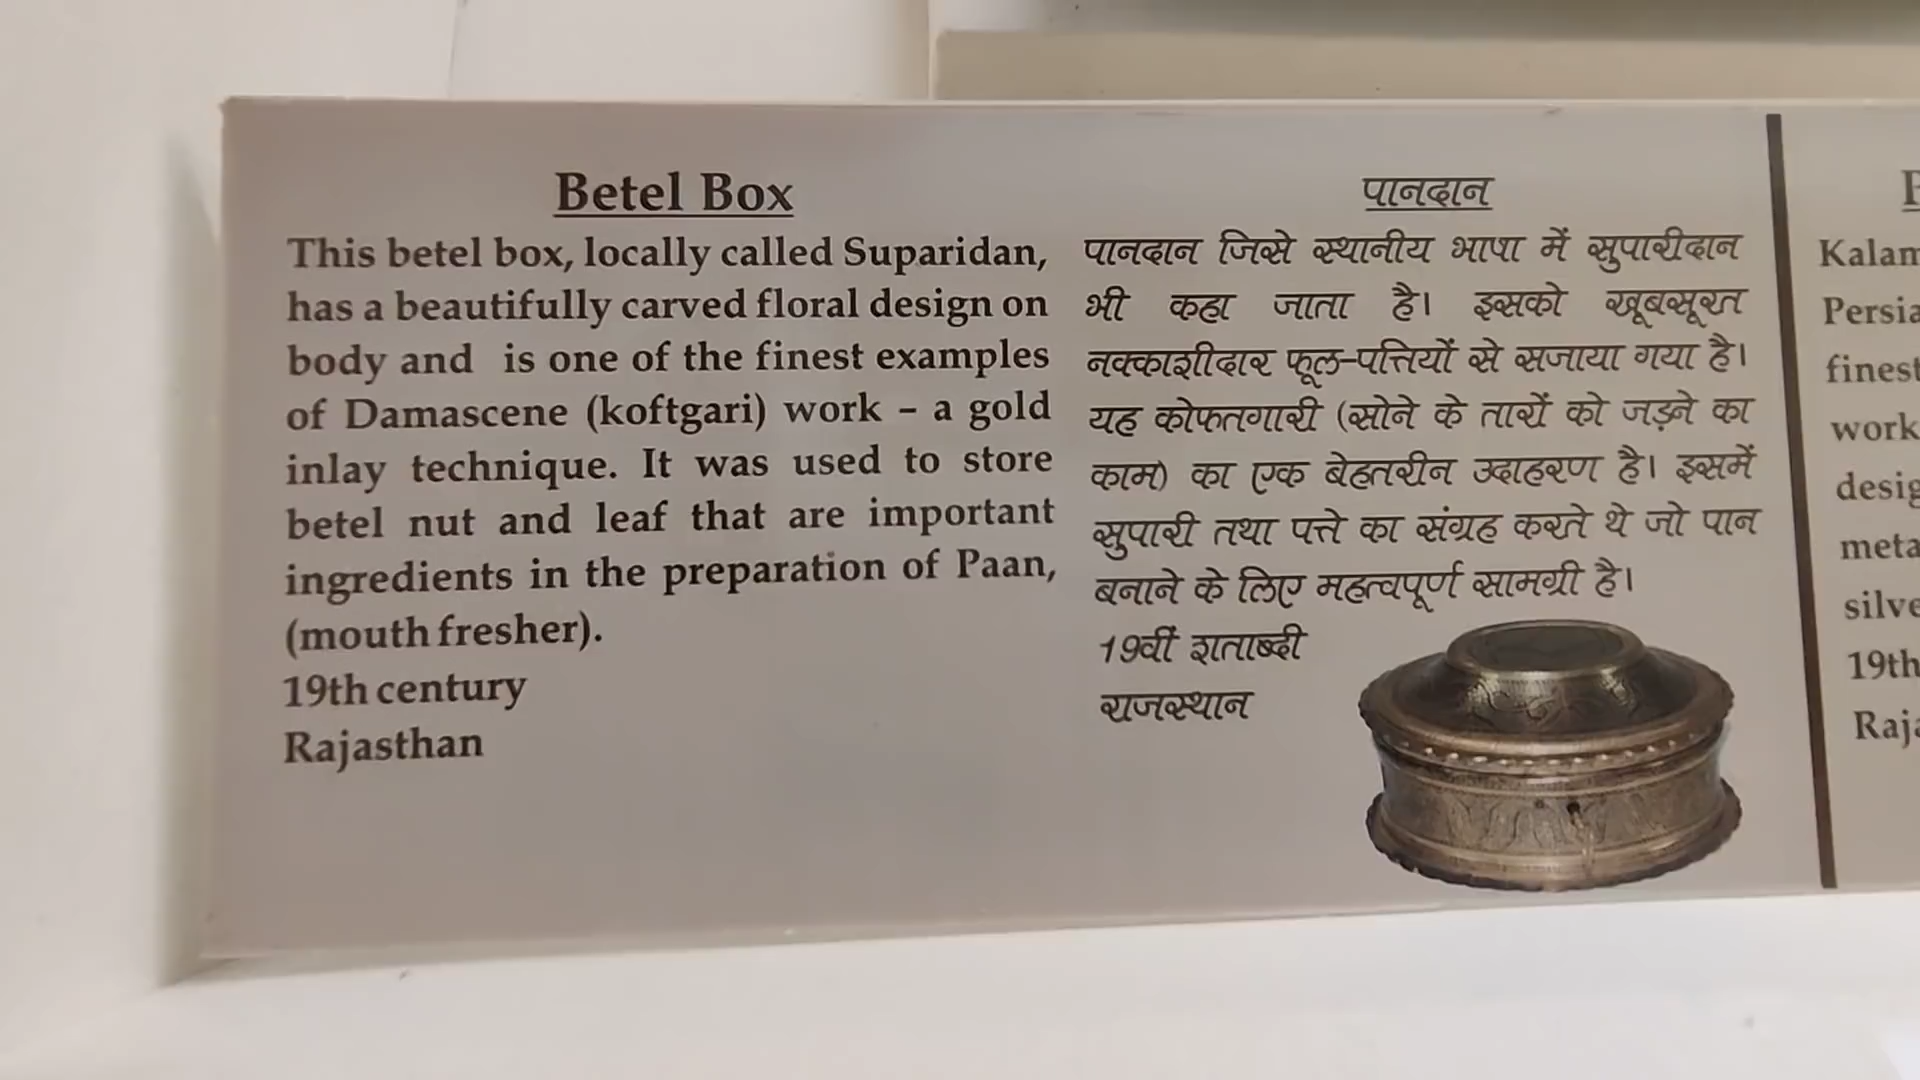 Betel Box
This betel box, locally called Suparidan,
has a beautifully carved floral design on
body and is one of the finest examples
of Damascene (koftgari) work – a gold
inlay technique. It was used to store
betel nut and leaf that are important
ingredients in the preparation of Paan,
(mouth fresher).
19th century
Rajasthan
पानदान
पानदान जिसे स्थानीय भाषा में सुपारीदान
भी कहा जाता है। इसको खूबसूरत
नक्काशीदार फूल-पत्तियों से सजाया गया है।
यह कोफतगारी (सोने के तारों को जड़ने का
काम) का एक बेहतरीन उदाहरण है। इसमें
सुपारी तथा पत्ते का संग्रह करते थे जो पान
बनाने के लिए महत्वपूर्ण सामग्री है।
19वीं शताब्दी
राजस्थान
Kalam
Persia
finest
work
desig
meta
silve
19th
Raja